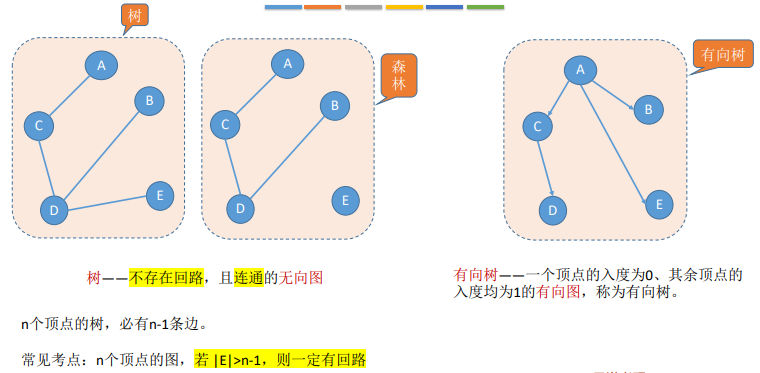 树
A
B
C
D
E
森
林
A
B
C
D
E
有向树
A
B
C
D
E
树——不存在回路，且连通的无向图
n个顶点的树，必有n-1条边。
常见考点：n个顶点的图，若 |E|>n-1，则一定有回路
有向树——一个顶点的入度为0、其余顶点的
入度均为1的有向图，称为有向树。